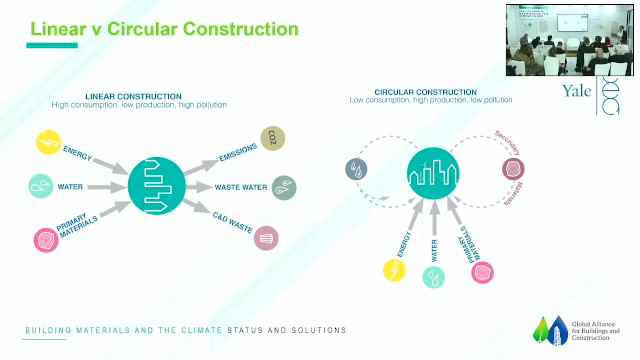 Linear v Circular Construction
LINEAR CONSTRUCTION
High consumption, low production, high pollution
ENERGY
WATER
PRIMARY
MATERIALS
EMISSIONS
CO2
WASTE WATER
C&D WASTE
CIRCULAR CONSTRUCTION
Low consumption, high production, low pollution
Secondary
Materials
ENERGY
WATER
PRIMARY
MATERIALS
Yale
BUILDING MATERIALS AND THE CLIMATE STATUS AND SOLUTIONS
Global Alliance
for Buildings and
Construction